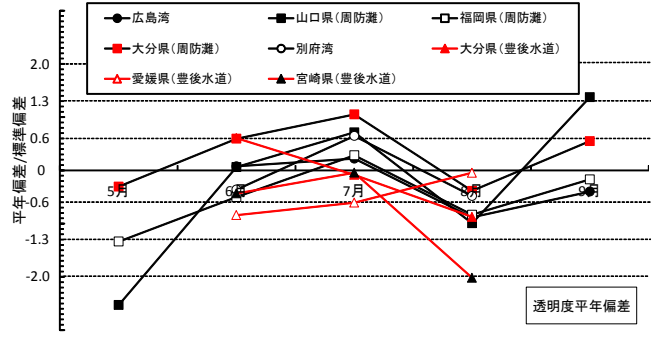 広島湾 山口県(周防灘) 福岡県(周防灘)
大分県(周防灘) 別府湾 大分県(豊後水道)
愛媛県(豊後水道) 宮崎県(豊後水道)
平年偏差/標準偏差
2.0
1.3
0.6
0
-0.6
-1.3
-2.0
5月 6月 7月 8月 9月
透明度平年偏差